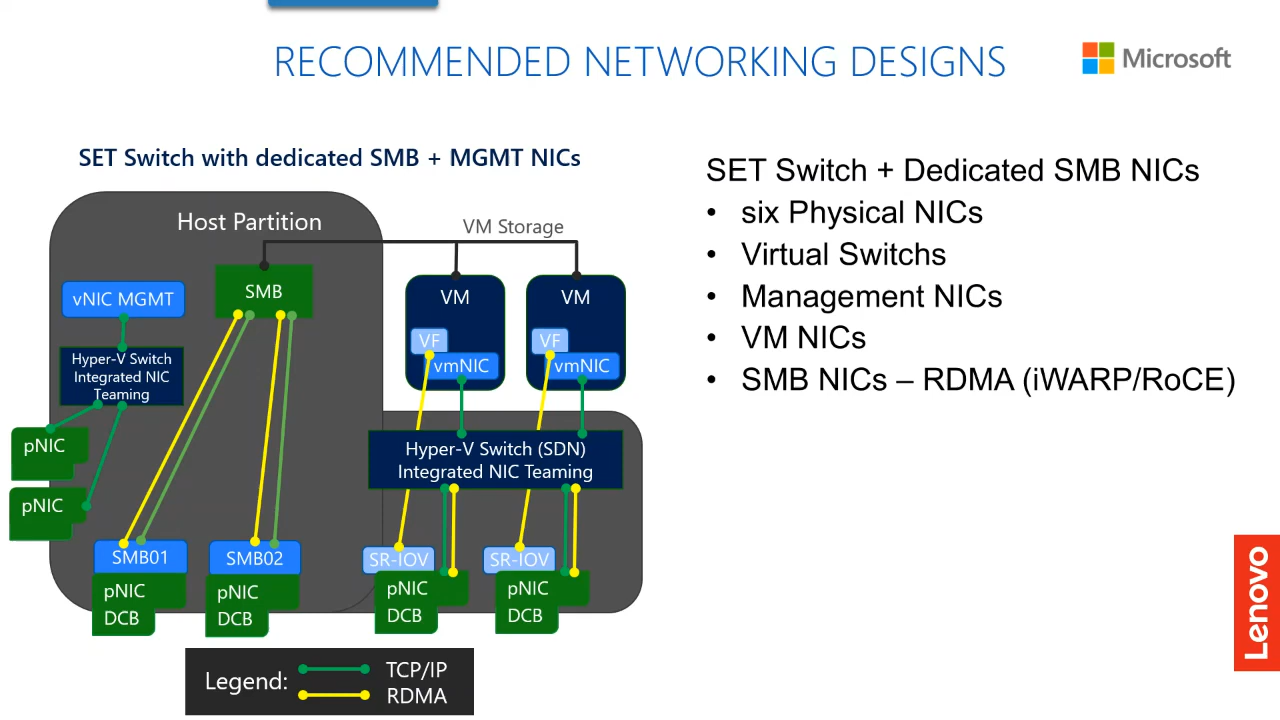 RECOMMENDED NETWORKING DESIGNS
Microsoft
SET Switch with dedicated SMB + MGMT NICs
Host Partition
VM Storage
vNIC MGMT
SMB
VM
VM
VF
vmNIC
VF
vmNIC
Hyper-V Switch
Integrated NIC
Teaming
pNIC
pNIC
Hyper-V Switch (SDN)
Integrated NIC Teaming
SMB01
pNIC
DCB
SMB02
pNIC
DCB
SR-IOV
pNIC
DCB
SR-IOV
pNIC
DCB
Legend:
TCP/IP
RDMA
SET Switch + Dedicated SMB NICs
• six Physical NICs
• Virtual Switchs
• Management NICs
• VM NICs
• SMB NICs – RDMA (iWARP/RoCE)
Lenovo